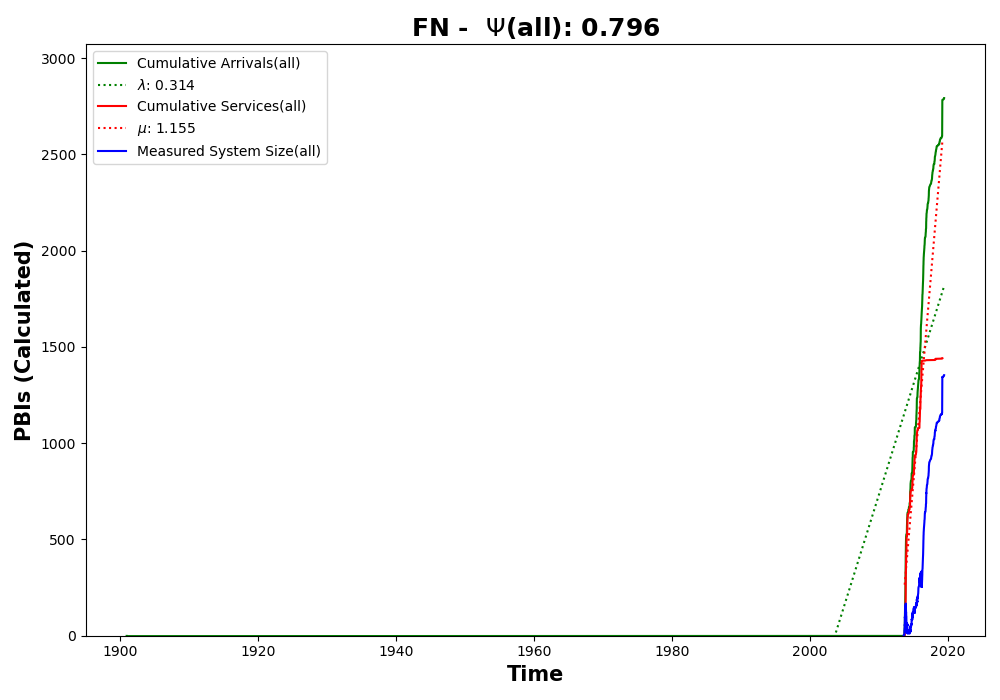 FN -  Ψ(all): 0.796
3000
2500
2000
1500
1000
500
0
PBIs (Calculated)
Cumulative Arrivals(all)
λ: 0.314
Cumulative Services(all)
μ: 1.155
Measured System Size(all)
1900 1920 1940 1960 1980 2000 2020
Time